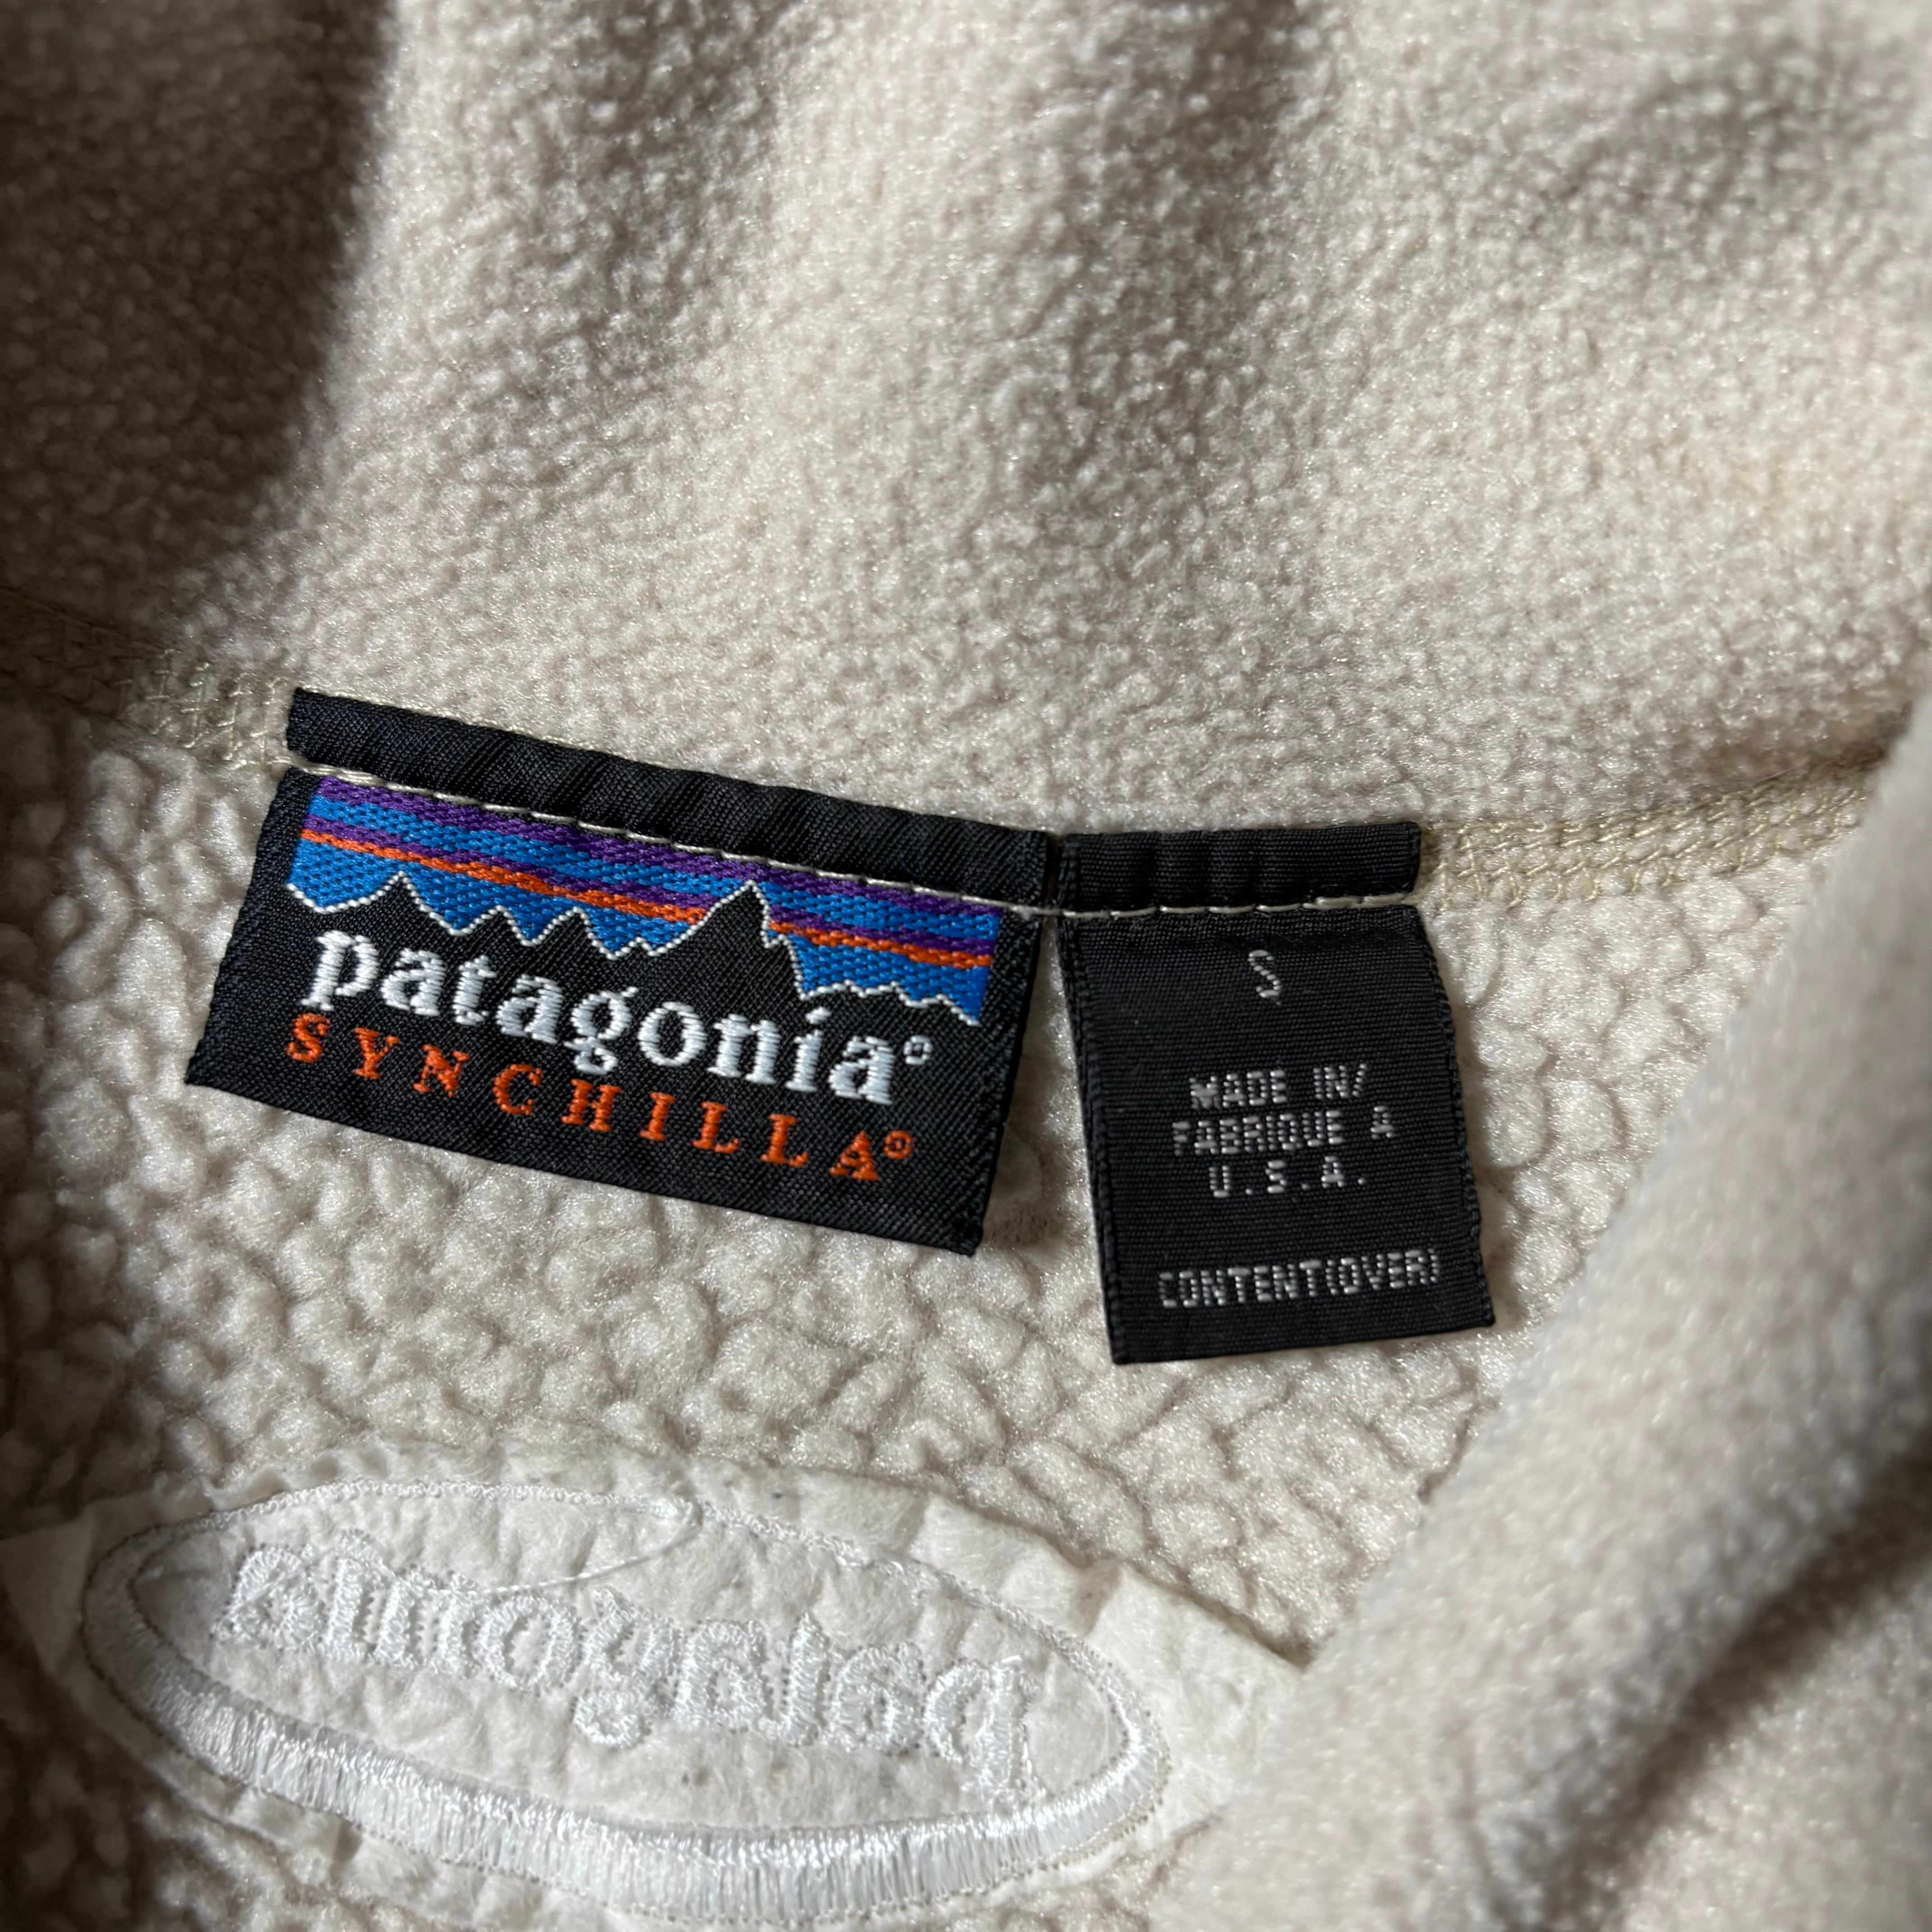 patagonia®
SYNCHILLA®
S
MADE IN/
FABRIQUE A
U.S.A.
CONTENT(OVER)
patagonia